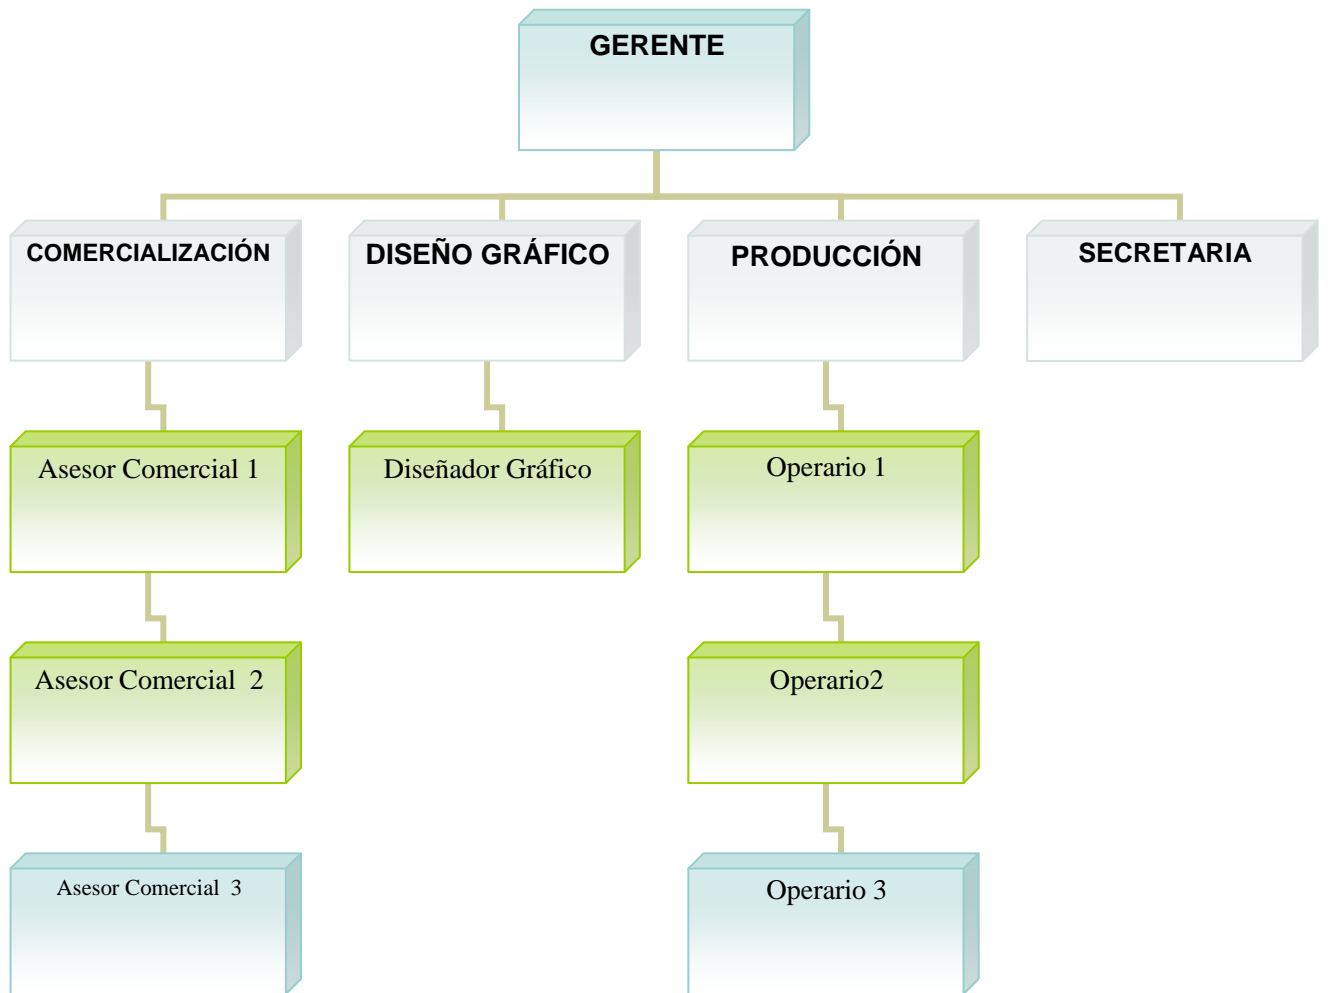 GERENTE
COMERCIALIZACIÓN
DISEÑO GRÁFICO
PRODUCCIÓN
SECRETARIA
Asesor Comercial 1
Diseñador Gráfico
Operario 1
Asesor Comercial  2
Operario2
Asesor Comercial  3
Operario 3